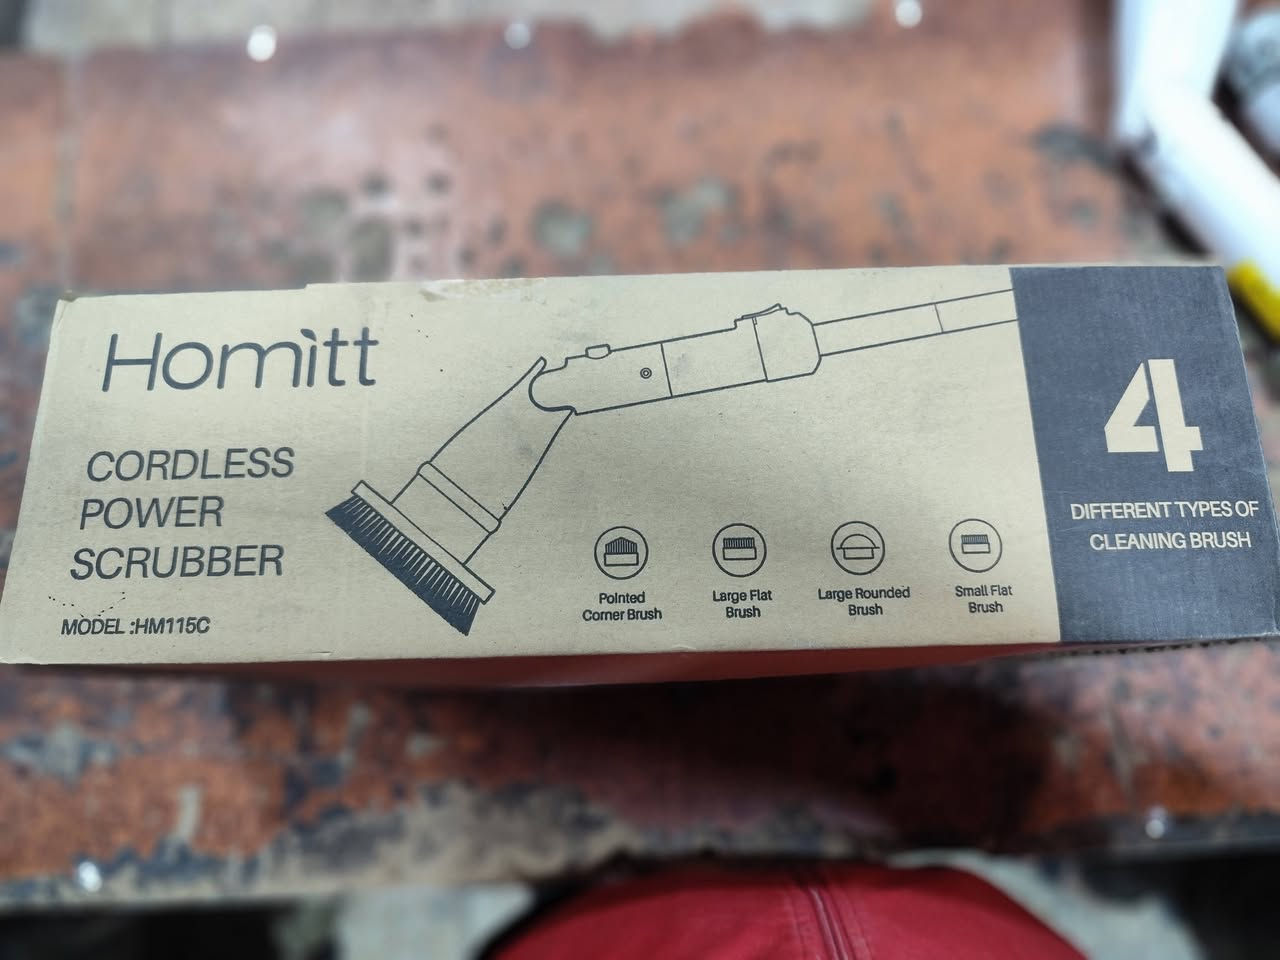 Homitt
CORDLESS
POWER
SCRUBBER
MODEL :HM115C
Pointed
Corner Brush
Large Flat
Brush
Large Rounded
Brush
Small Flat
Brush
4
DIFFERENT TYPES OF
CLEANING BRUSH